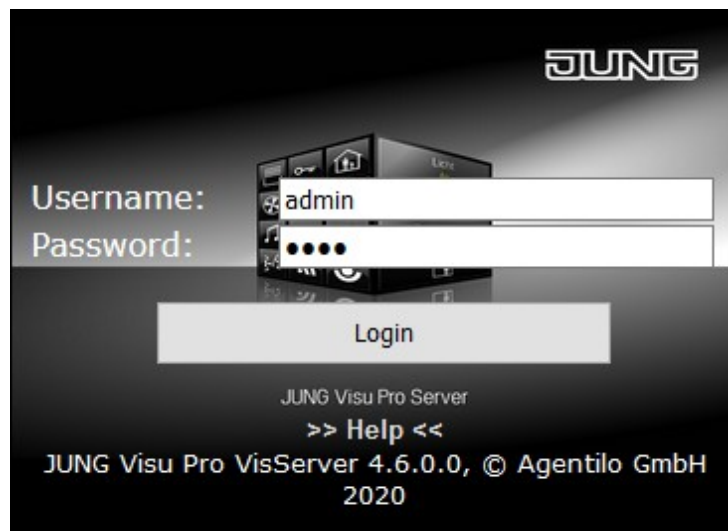 JUNG
Licht
Username:
admin
Password:
••••
Login
JUNG Visu Pro Server
>> Help <<
JUNG Visu Pro VisServer 4.6.0.0, © Agentilo GmbH
2020